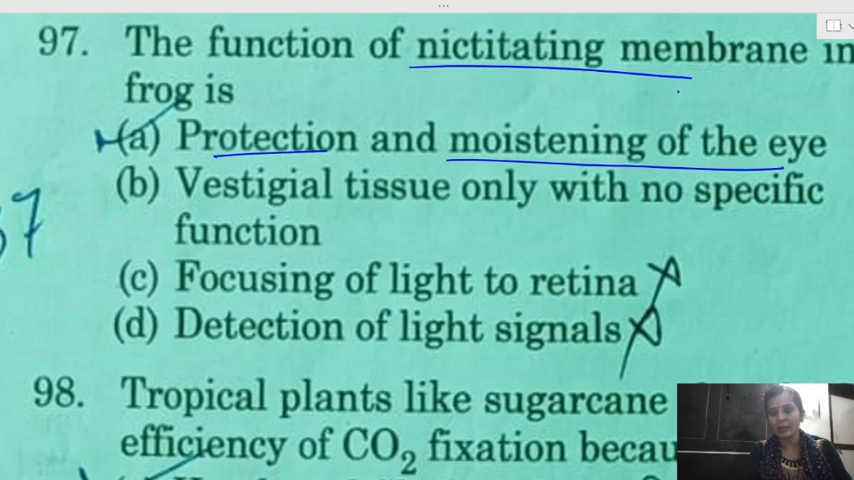 97. The function of nictitating membrane in
frog is
(a) Protection and moistening of the eye
(b) Vestigial tissue only with no specific
function
37
(c) Focusing of light to retina
(d) Detection of light signals
98. Tropical plants like sugarcane
efficiency of CO₂ fixation becau